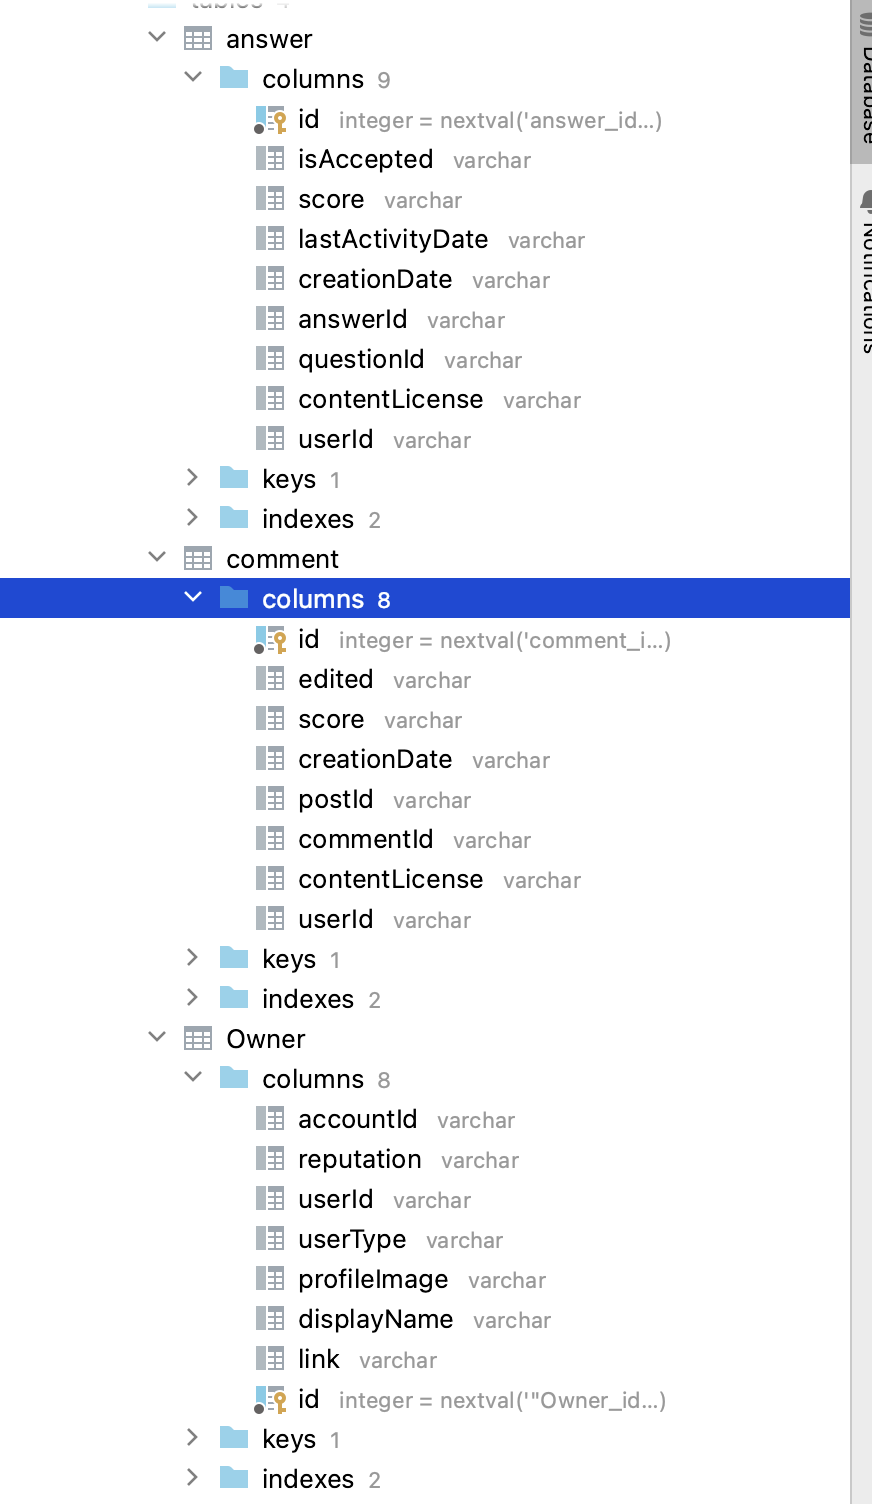 tables 4
answer
columns 9
id integer = nextval('answer_id...)
isAccepted varchar
score varchar
lastActivityDate varchar
creationDate varchar
answerId varchar
questionId varchar
contentLicense varchar
userId varchar
keys 1
indexes 2
comment
columns 8
id integer = nextval('comment_i...)
edited varchar
score varchar
creationDate varchar
postId varchar
commentId varchar
contentLicense varchar
userId varchar
keys 1
indexes 2
Owner
columns 8
accountId varchar
reputation varchar
userId varchar
userType varchar
profileImage varchar
displayName varchar
link varchar
id integer = nextval('"Owner_id...)
keys 1
indexes 2
Database
Notifications